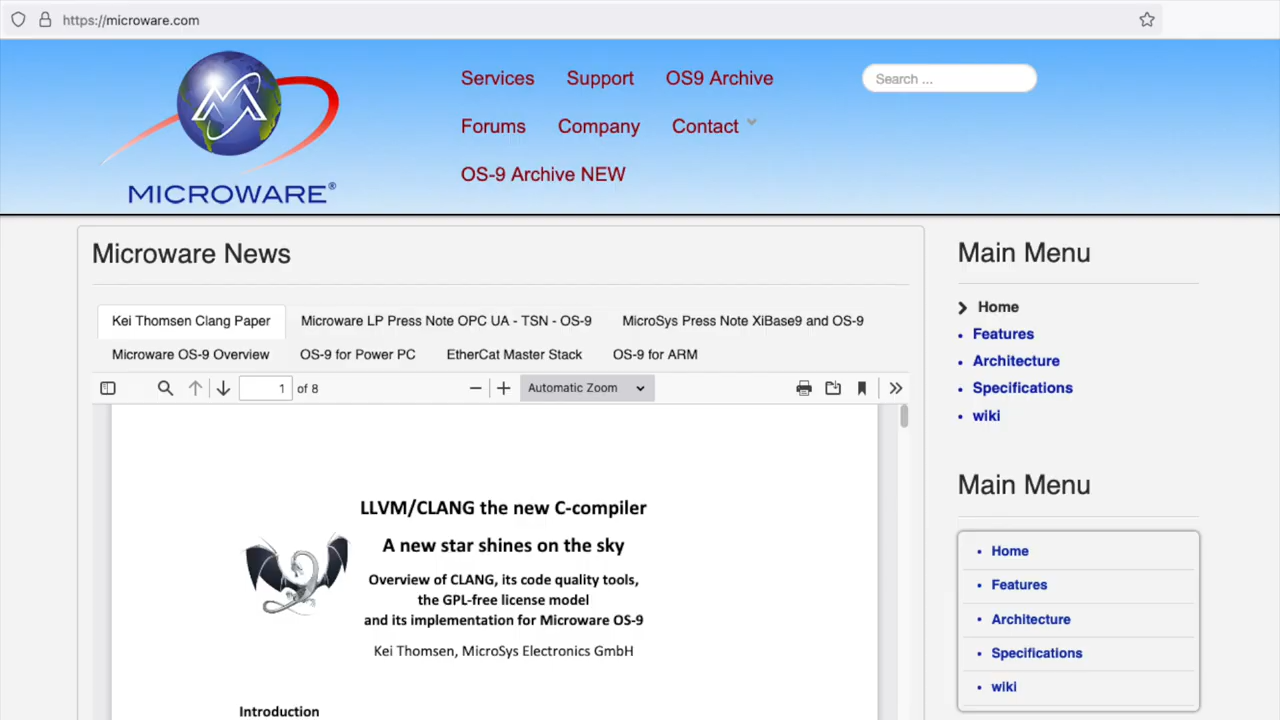 https://microware.com
Services Support OS9 Archive
Search ...
Forums Company Contact
OS-9 Archive NEW
MICROWARE®
Microware News
Kei Thomsen Clang Paper Microware LP Press Note OPC UA - TSN - OS-9 MicroSys Press Note XiBase9 and OS-9
Microware OS-9 Overview OS-9 for Power PC EtherCat Master Stack OS-9 for ARM
1 of 8 Automatic Zoom
LLVM/CLANG the new C-compiler
A new star shines on the sky
Overview of CLANG, its code quality tools,
the GPL-free license model
and its implementation for Microware OS-9
Kei Thomsen, MicroSys Electronics GmbH
Introduction
Main Menu
Home
Features
Architecture
Specifications
wiki
Main Menu
Home
Features
Architecture
Specifications
wiki